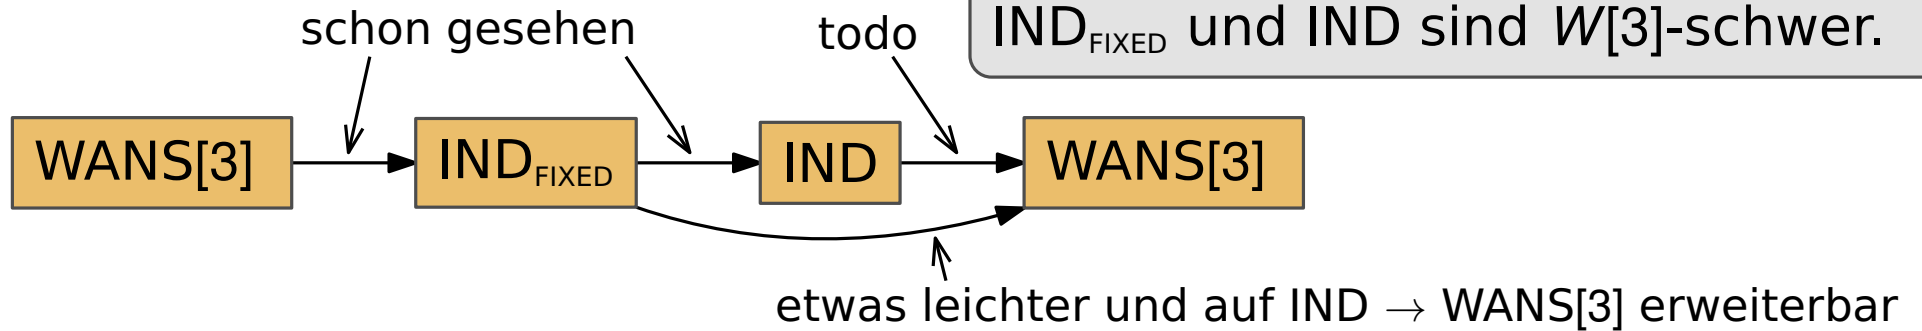 schon gesehen
todo
IND_FIXED und IND sind W[3]-schwer.
WANS[3]
IND_FIXED
IND
WANS[3]
etwas leichter und auf IND → WANS[3] erweiterbar